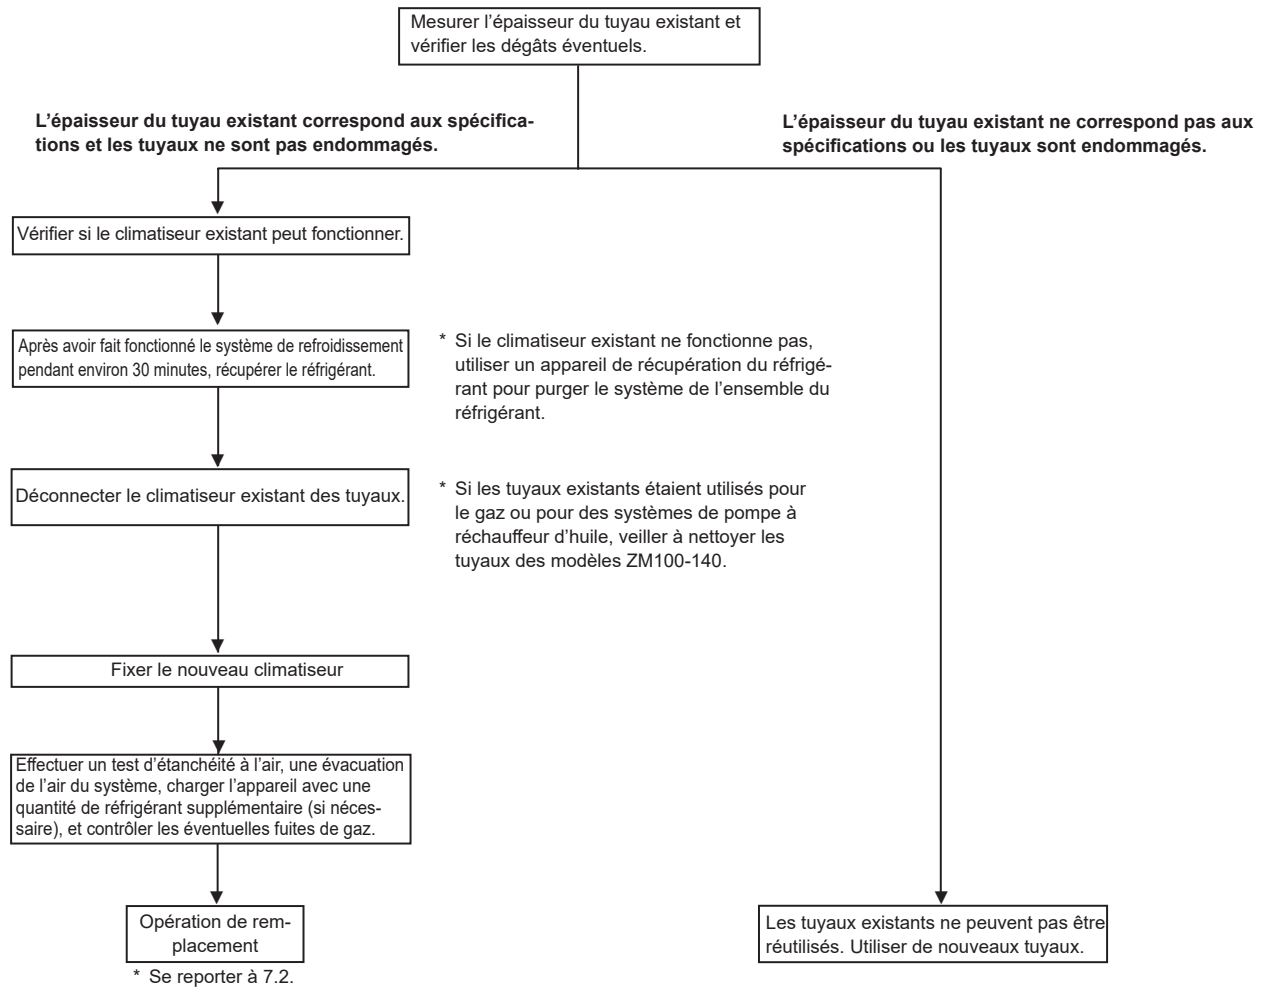 Mesurer l’épaisseur du tuyau existant et
vérifier les dégâts éventuels.
L’épaisseur du tuyau existant correspond aux spécifica-
tions et les tuyaux ne sont pas endommagés.
L’épaisseur du tuyau existant ne correspond pas aux
spécifications ou les tuyaux sont endommagés.
Vérifier si le climatiseur existant peut fonctionner.
Après avoir fait fonctionné le système de refroidissement
pendant environ 30 minutes, récupérer le réfrigérant.
* Si le climatiseur existant ne fonctionne pas,
utiliser un appareil de récupération du réfrigé-
rant pour purger le système de l’ensemble du
réfrigérant.
Déconnecter le climatiseur existant des tuyaux.
* Si les tuyaux existants étaient utilisés pour
le gaz ou pour des systèmes de pompe à
réchauffeur d’huile, veiller à nettoyer les
tuyaux des modèles ZM100-140.
Fixer le nouveau climatiseur
Effectuer un test d’étanchéité à l’air, une évacuation
de l’air du système, charger l’appareil avec une
quantité de réfrigérant supplémentaire (si néces-
saire), et contrôler les éventuelles fuites de gaz.
Opération de rem-
placement
* Se reporter à 7.2.
Les tuyaux existants ne peuvent pas être
réutilisés. Utiliser de nouveaux tuyaux.